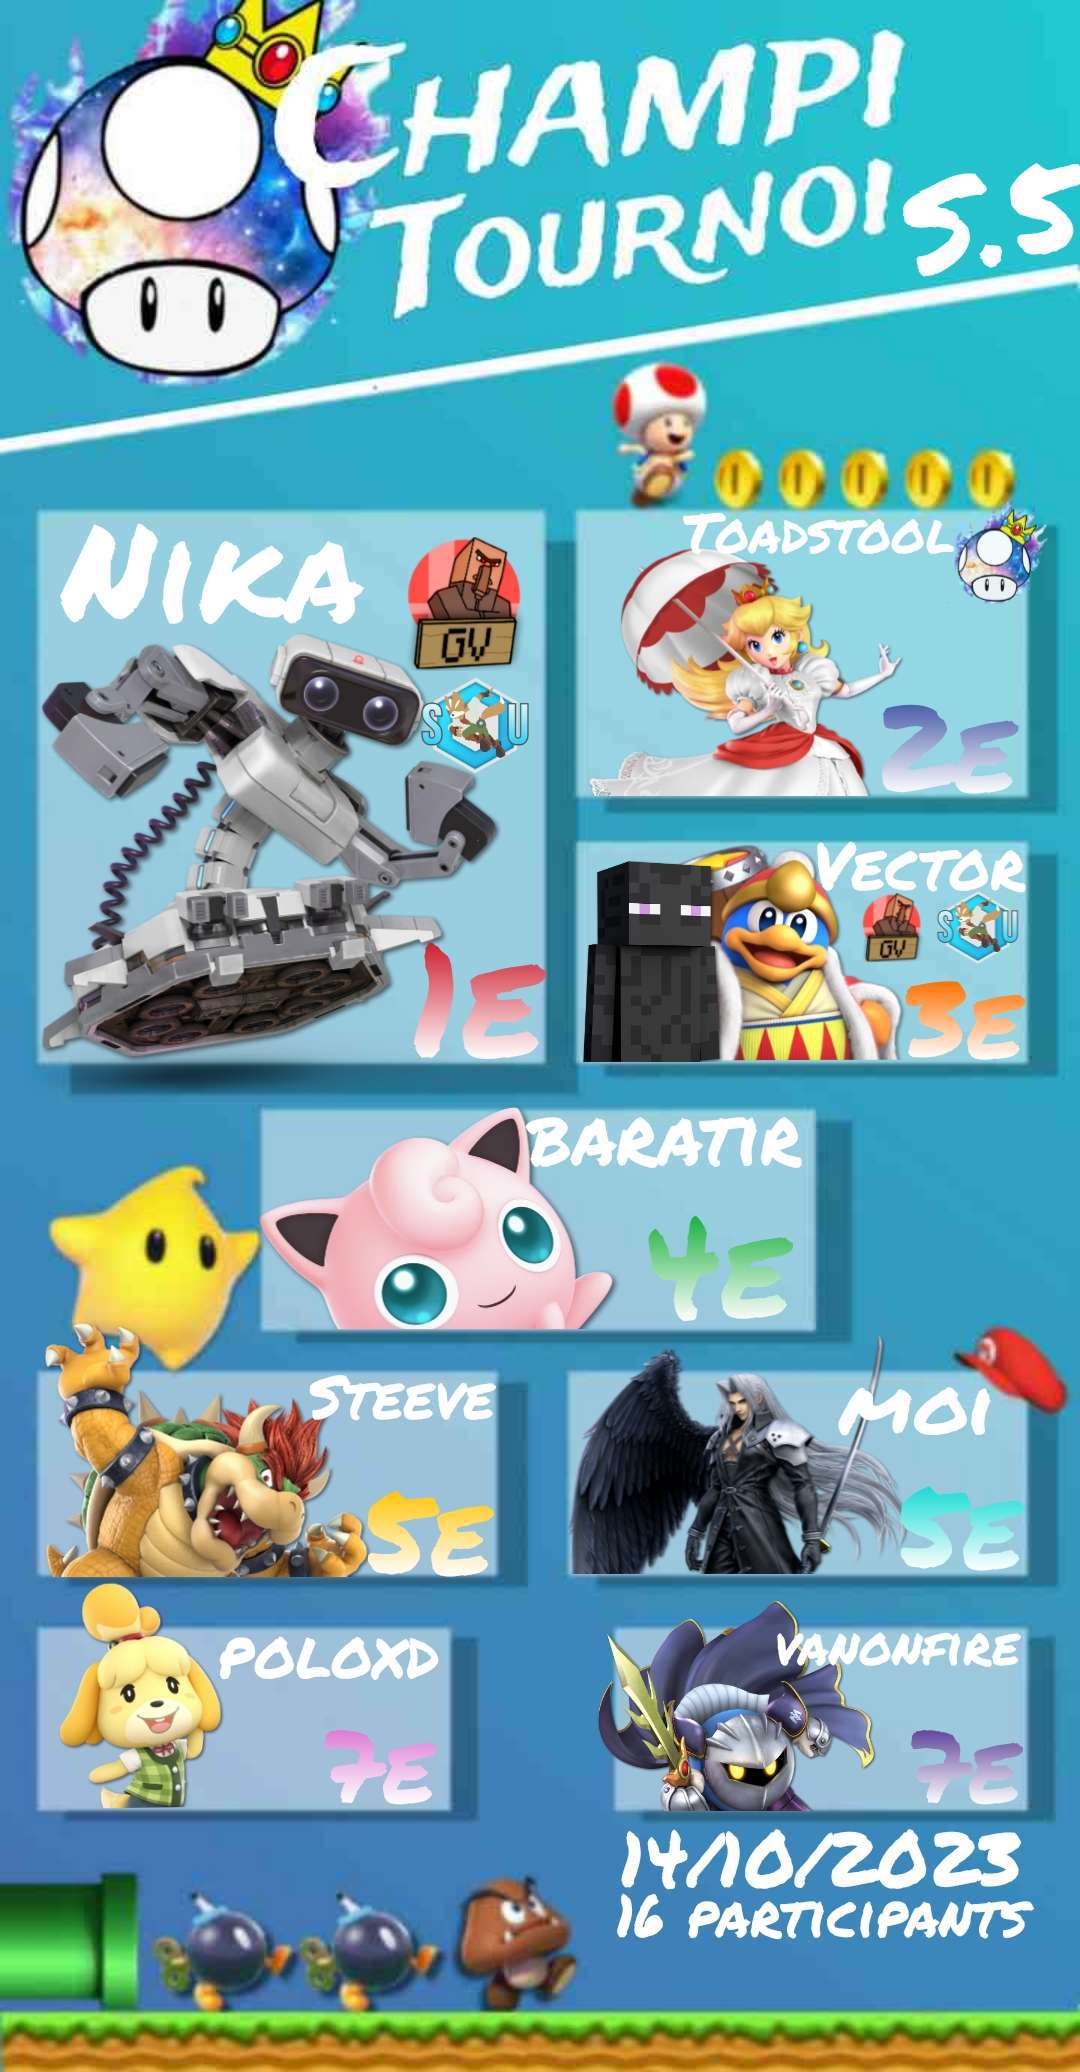 CHAMPI
TOURNOI S.5
NIKA
GV
S U
1E
TOADSTOOL
2E
VECTOR
GV
S U
3E
BARATIR
4E
STEEVE
5E
MOI
5E
POLOXD
7E
VANONFIRE
7E
14/10/2023
16 PARTICIPANTS